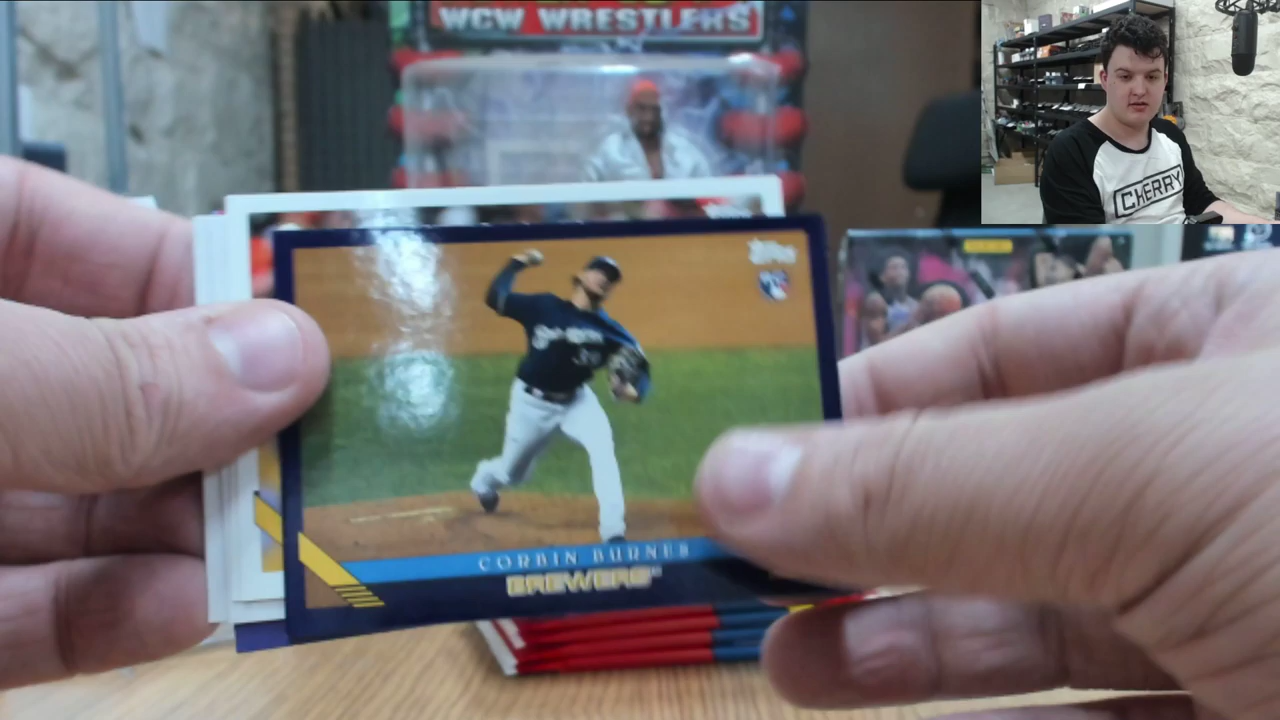 WCW WRESTLERS
CHERRY
Topps
CORBIN BURNES
BREWERS